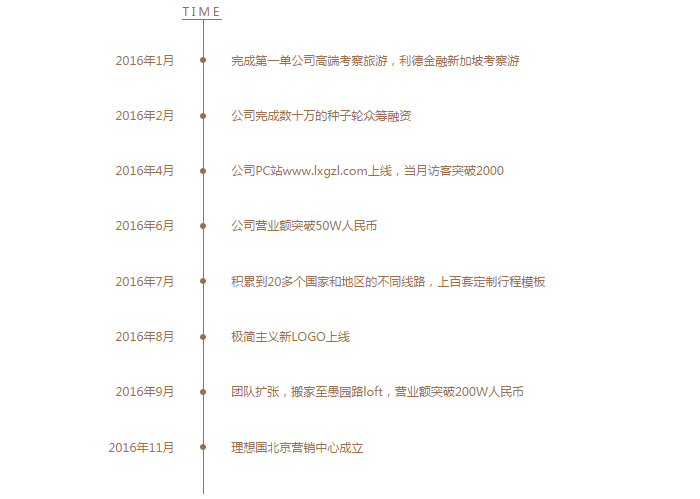 TIME
2016年1月 完成第一单公司高端考察旅游，利德金融新加坡考察游
2016年2月 公司完成数十万的种子轮众筹融资
2016年4月 公司PC站www.lxgzl.com上线，当月访客突破2000
2016年6月 公司营业额突破50W人民币
2016年7月 积累到20多个国家和地区的不同线路，上百套定制行程模板
2016年8月 极简主义新LOGO上线
2016年9月 团队扩张，搬家至愚园路loft，营业额突破200W人民币
2016年11月 理想国北京营销中心成立